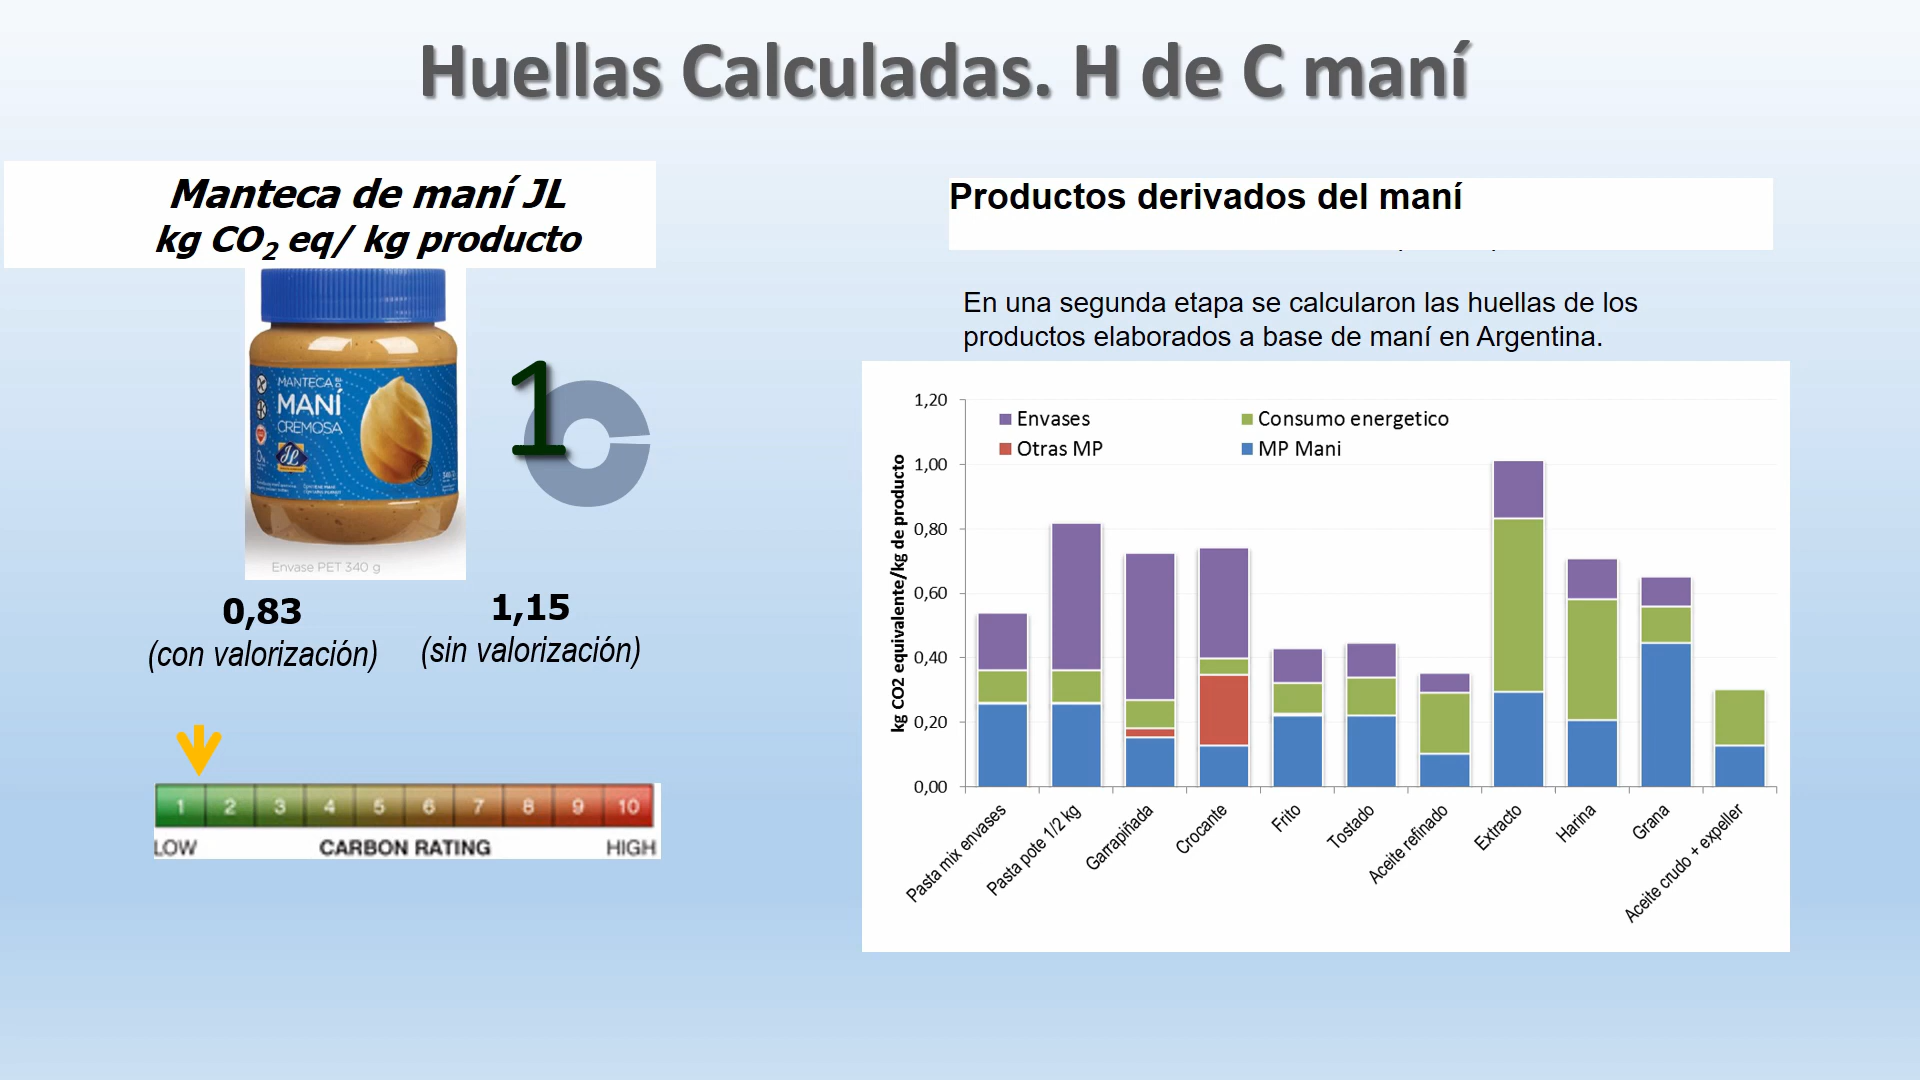 Huellas Calculadas. H de C maní
Manteca de maní JL
kg CO2 eq/ kg producto
MANTECA DE
MANÍ
CREMOSA
JL
Envase PET 340 g
1
0,83
(con valorización)
1,15
(sin valorización)
1 2 3 4 5 6 7 8 9 10
LOW CARBON RATING HIGH
Productos derivados del maní
En una segunda etapa se calcularon las huellas de los
productos elaborados a base de maní en Argentina.
kg CO2 equivalente/kg de producto
1,20
1,00
0,80
0,60
0,40
0,20
0,00
Envases
Consumo energetico
Otras MP
MP Mani
Pasta mix envases
Pasta pote 1/2 kg
Garrapiñada
Crocante
Frito
Tostado
Aceite refinado
Extracto
Harina
Grana
Aceite crudo + expeller